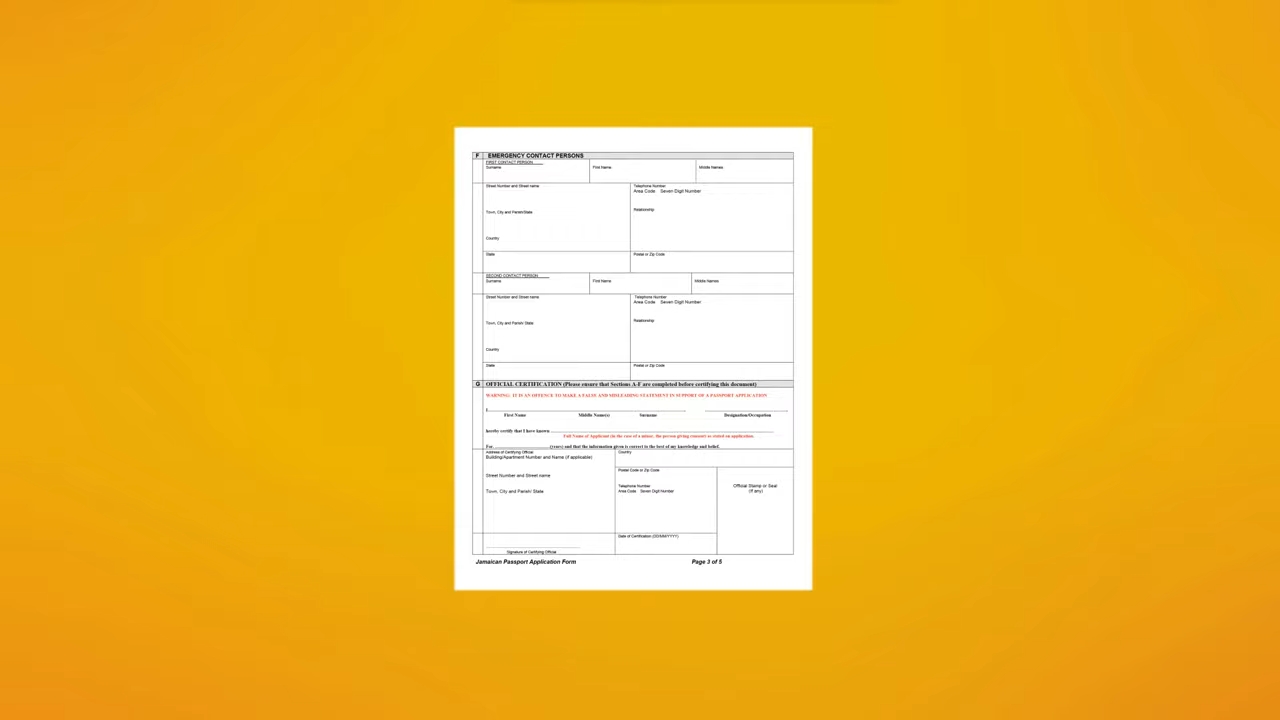 F EMERGENCY CONTACT PERSONS
FIRST CONTACT PERSON
Surname First Name Middle Names
Street Number and Street name Telephone Number
Area Code Seven Digit Number
Relationship
Town, City and Parish/State
Country
State Postal or Zip Code
SECOND CONTACT PERSON
Surname First Name Middle Names
Street Number and Street name Telephone Number
Area Code Seven Digit Number
Relationship
Town, City and Parish/ State
Country
State Postal or Zip Code
G OFFICIAL CERTIFICATION (Please ensure that Sections A-F are completed before certifying this document)
WARNING: IT IS AN OFFENCE TO MAKE A FALSE AND MISLEADING STATEMENT IN SUPPORT OF A PASSPORT APPLICATION
I,
First Name Middle Name(s) Surname Designation/Occupation
hereby certify that I have known
Full Name of Applicant (in the case of a minor, the person giving consent) as stated on application
For (years) and that the information given is correct to the best of my knowledge and belief.
Address of Certifying Official Country
Building/Apartment Number and Name (if applicable)
Postal Code or Zip Code
Street Number and Street name
Telephone Number Official Stamp or Seal
Town, City and Parish/ State Area Code Seven Digit Number (if any)
Date of Certification (DD/MM/YYYY)
Signature of Certifying Official
Jamaican Passport Application Form Page 3 of 5